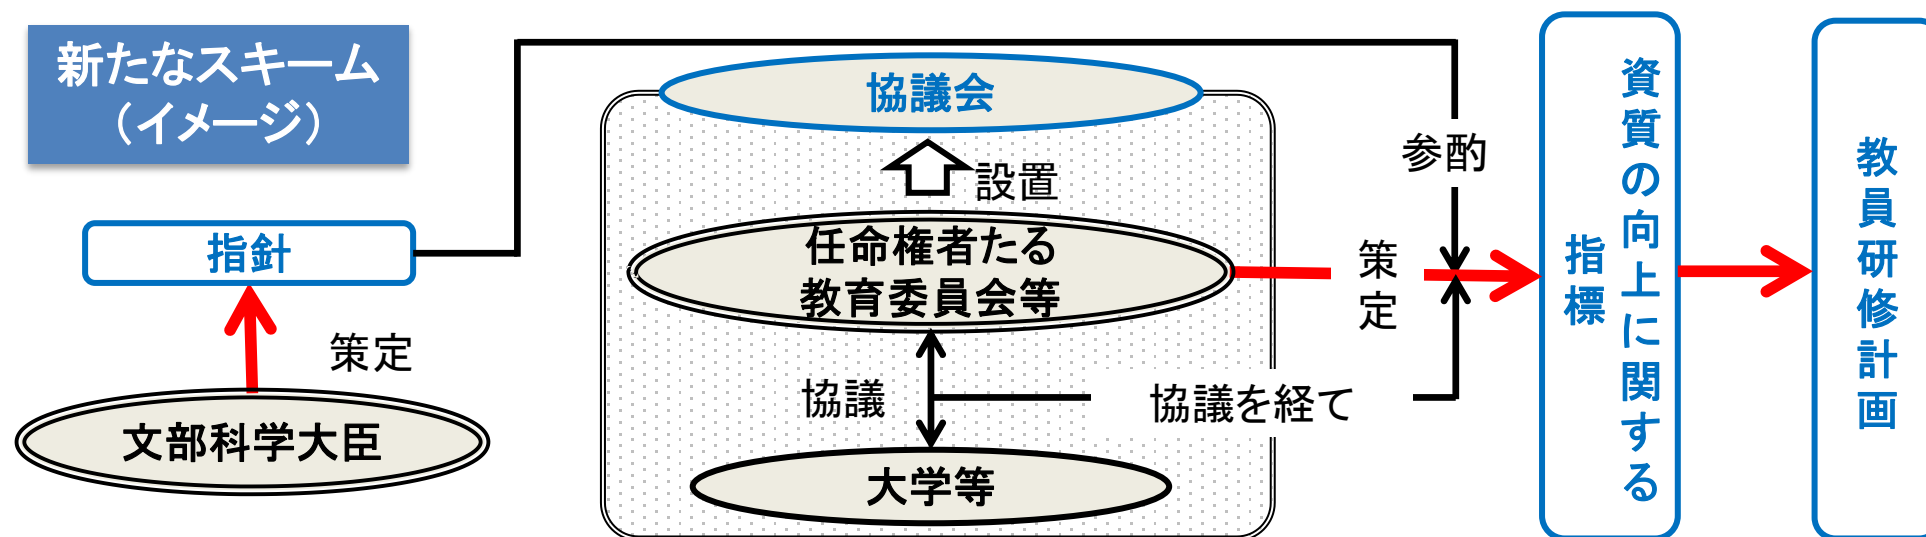 新たなスキーム
（イメージ）
指針
策定
文部科学大臣
協議会
設置
任命権者たる
教育委員会等
協議
大学等
協議を経て
参酌
策定
資質の向上に関する
指標
教員研修計画